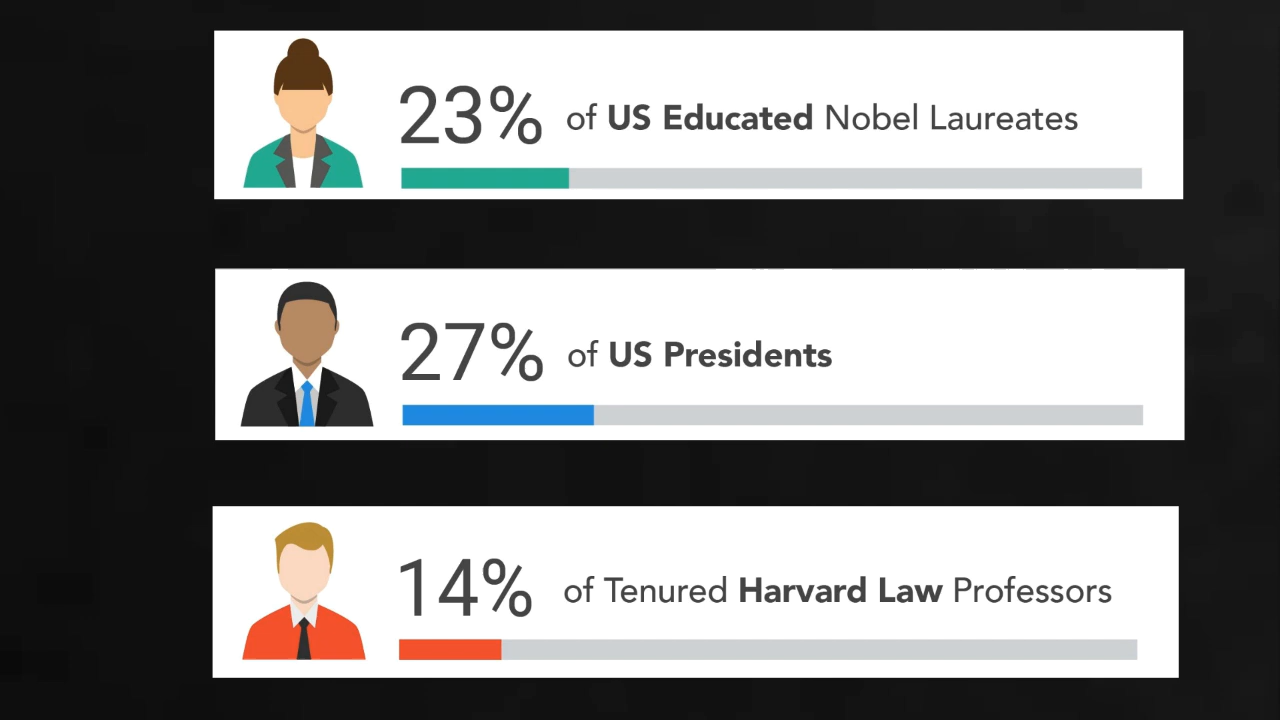 23% of US Educated Nobel Laureates
27% of US Presidents
14% of Tenured Harvard Law Professors